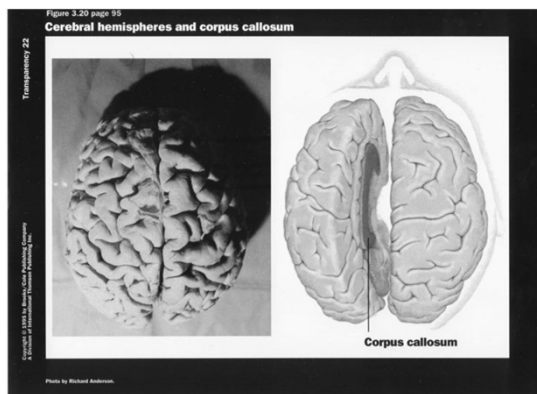 Figure 3.20 page 95
Cerebral hemispheres and corpus callosum
Transparency 22
Copyright © 1995 by Brooks/Cole Publishing Company
A Division of International Thomson Publishing Inc.
Corpus callosum
Photo by Richard Anderson.